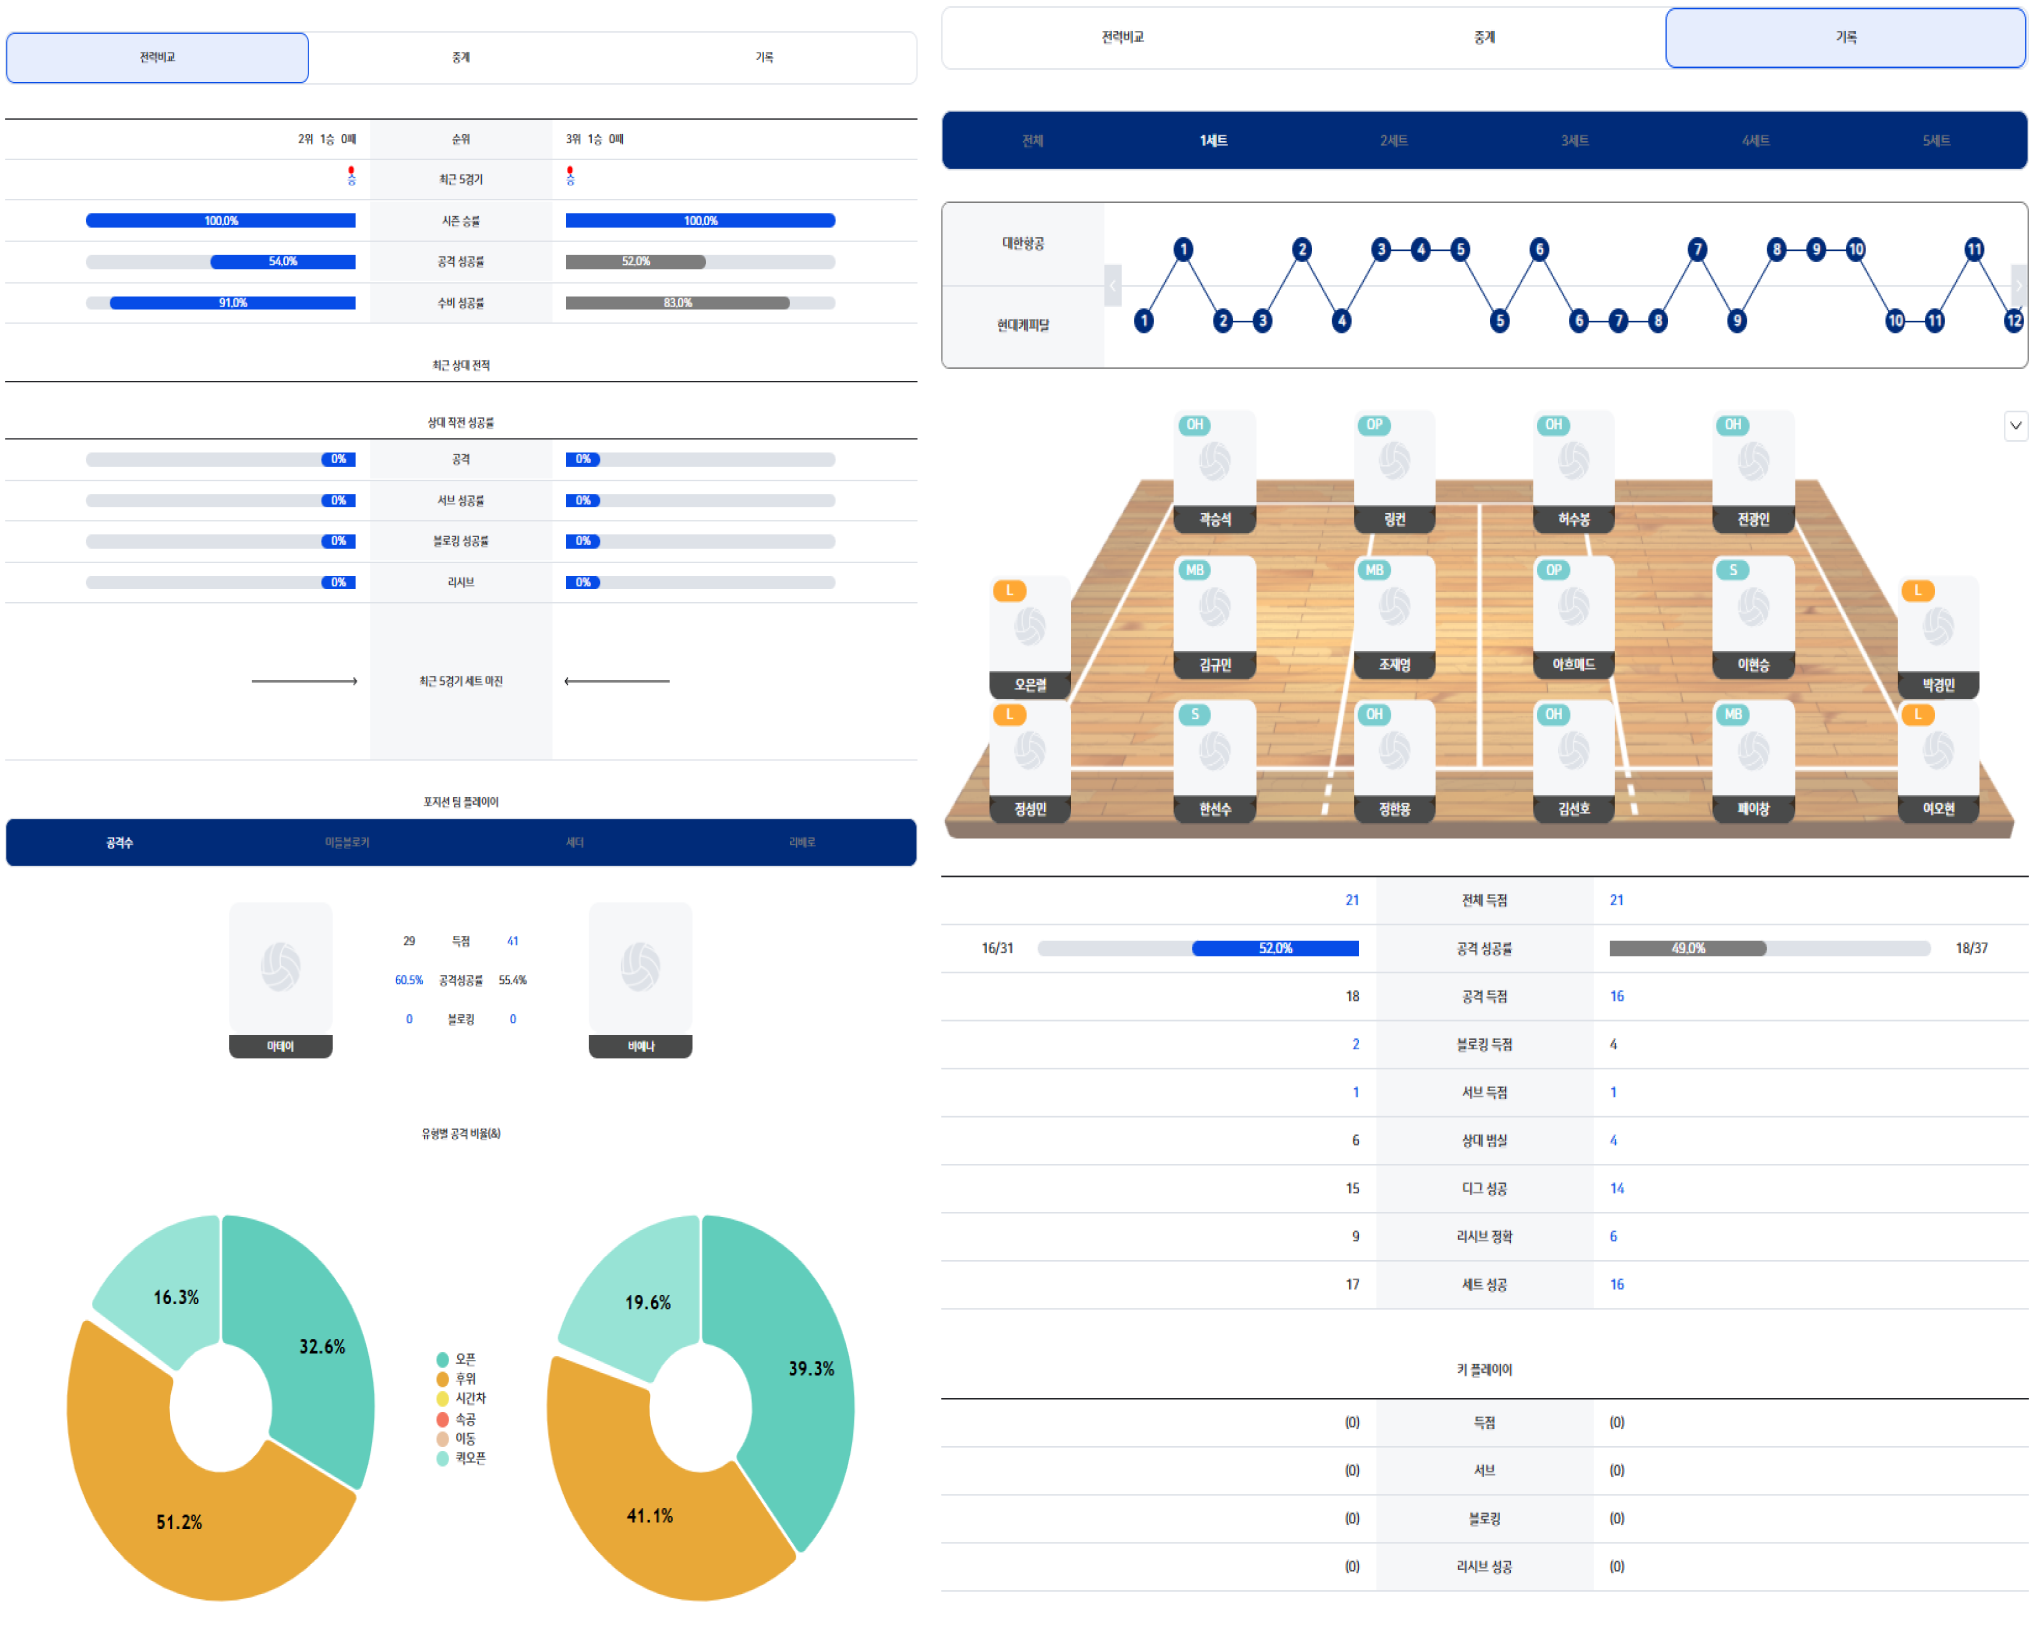 전력비교 중계 기록
2위 1승 0패 순위 3위 1승 0패
승 최근 5경기 승
100.0% 시즌 승률 100.0%
54.0% 공격 성공률 52.0%
91.0% 수비 성공률 83.0%
최근 상대 전적
상대 작전 성공률
0% 공격 0%
0% 서브 성공률 0%
0% 블로킹 성공률 0%
0% 리시브 0%
최근 5경기 세트 마진
포지션 팀 플레이어
공격수 미들블로커 세터 리베로
29 득점 41
60.5% 공격성공률 55.4%
0 블로킹 0
마테이 비예나
유형별 공격 비율(&)
16.3% 32.6% 51.2%
오픈
후위
시간차
속공
이동
퀵오픈
19.6% 39.3% 41.1%
전력비교 중계 기록
전체 1세트 2세트 3세트 4세트 5세트
대한항공 1 2 3 4 5 6 7 8 9 10 11
현대캐피탈 1 2 3 4 5 6 7 8 9 10 11 12
OH OP OH OH
곽승석 링컨 허수봉 전광인
MB MB OP S
L L
김규민 조재영 아흐메드 이현승
오은렬 박경민
L S OH OH MB L
정성민 한선수 정한용 김선호 페이창 여오현
21 전체 득점 21
16/31 52.0% 공격 성공률 49.0% 18/37
18 공격 득점 16
2 블로킹 득점 4
1 서브 득점 1
6 상대 범실 4
15 디그 성공 14
9 리시브 정확 6
17 세트 성공 16
키 플레이어
(0) 득점 (0)
(0) 서브 (0)
(0) 블로킹 (0)
(0) 리시브 성공 (0)